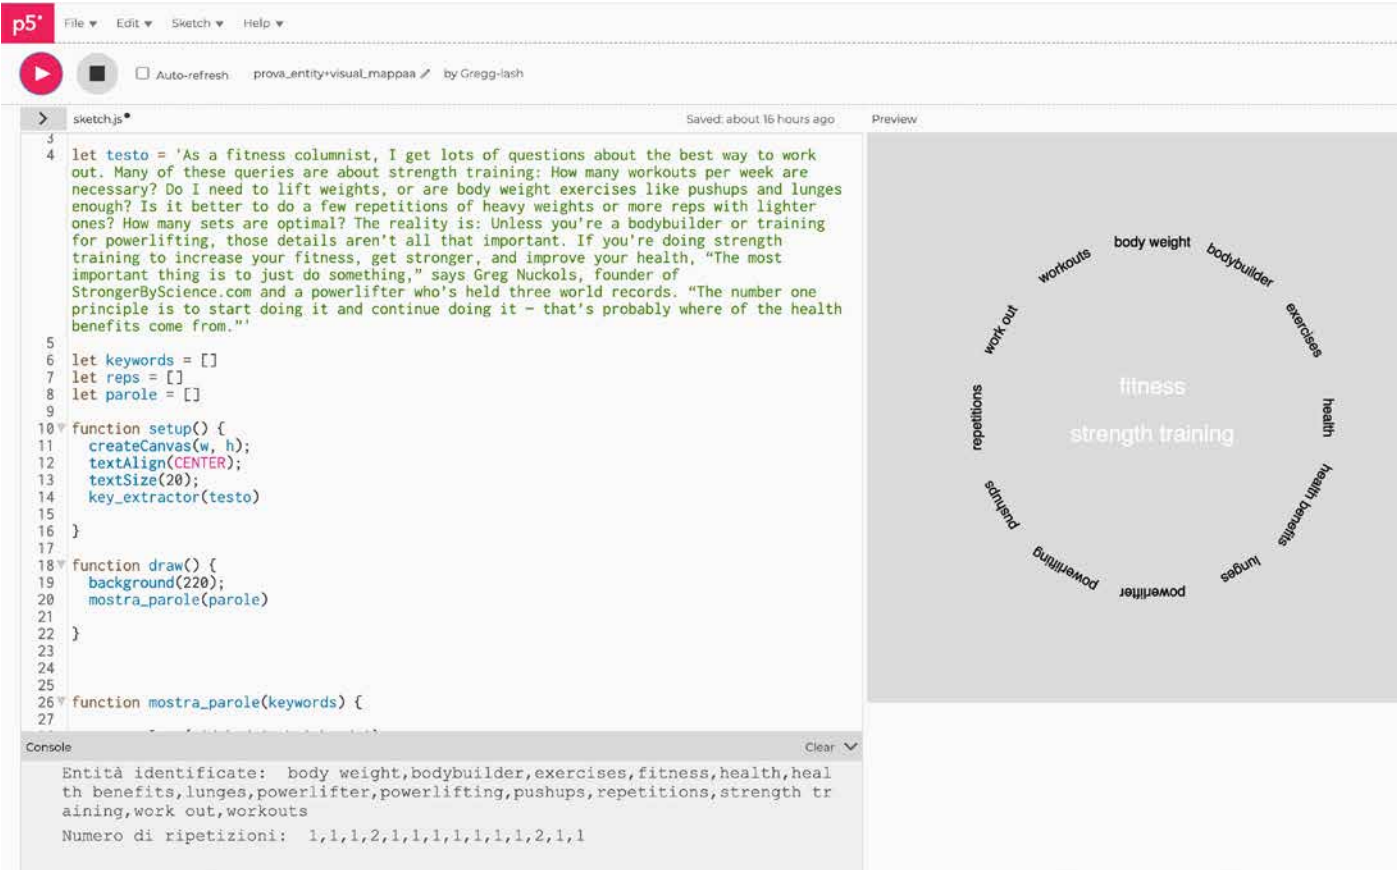 p5*
File ▾ Edit ▾ Sketch ▾ Help ▾
Auto-refresh prova_entity+visual_mappaa by Gregg-lash
sketch.js● Saved: about 16 hours ago Preview
3
4 let testo = 'As a fitness columnist, I get lots of questions about the best way to work
out. Many of these queries are about strength training: How many workouts per week are
necessary? Do I need to lift weights, or are body weight exercises like pushups and lunges
enough? Is it better to do a few repetitions of heavy weights or more reps with lighter
ones? How many sets are optimal? The reality is: Unless you're a bodybuilder or training
for powerlifting, those details aren't all that important. If you're doing strength
training to increase your fitness, get stronger, and improve your health, “The most
important thing is to just do something,” says Greg Nuckols, founder of
StrongerByScience.com and a powerlifter who's held three world records. “The number one
principle is to start doing it and continue doing it – that's probably where of the health
benefits come from.”'
5
6 let keywords = []
7 let reps = []
8 let parole = []
9
10 function setup() {
11 createCanvas(w, h);
12 textAlign(CENTER);
13 textSize(20);
14 key_extractor(testo)
15
16 }
17
18 function draw() {
19 background(220);
20 mostra_parole(parole)
21
22 }
23
24
25
26 function mostra_parole(keywords) {
27
body weight
bodybuilder
exercises
health
health benefits
lunges
powerlifter
powerlifting
pushups
repetitions
work out
workouts
fitness
strength training
Console Clear
Entità identificate: body weight,bodybuilder,exercises,fitness,health,heal
th benefits,lunges,powerlifter,powerlifting,pushups,repetitions,strength tr
aining,work out,workouts
Numero di ripetizioni: 1,1,1,2,1,1,1,1,1,1,1,2,1,1